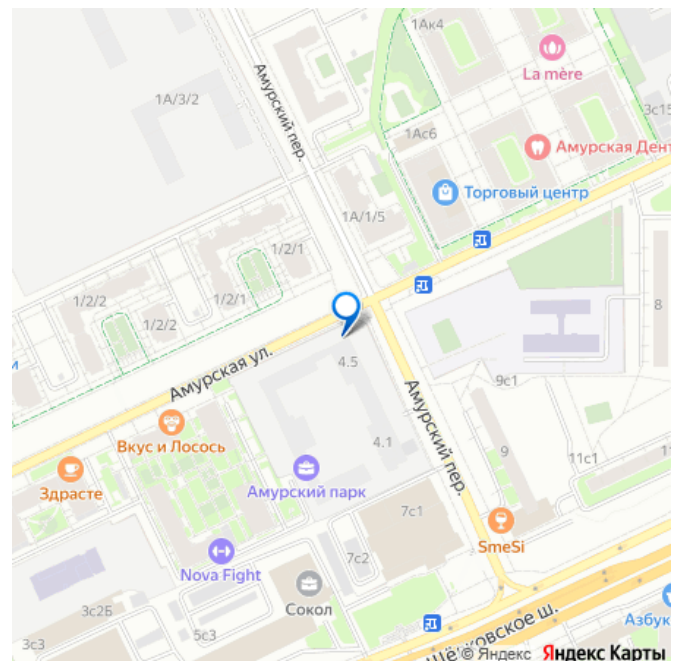 1Ак4
La mère
1А/3/2
Амурский пер.
3с15
1Ас6
Амурская Дент
Торговый центр
1А/1/5
1/2/1
1/2/2
1/2/1
1/2/2
8
и
4.5
Амурская ул.
9с1
Амурский пер.
Вкус и Лосось
4.1
9
11с1
1
Здрасте
Амурский парк
7с1
SmeSi
Nova Fight
7с2
Сокол
3с2Б
5с3
3с3
Азбук
Щёлковское ш.
© Яндекс Яндекс Карты